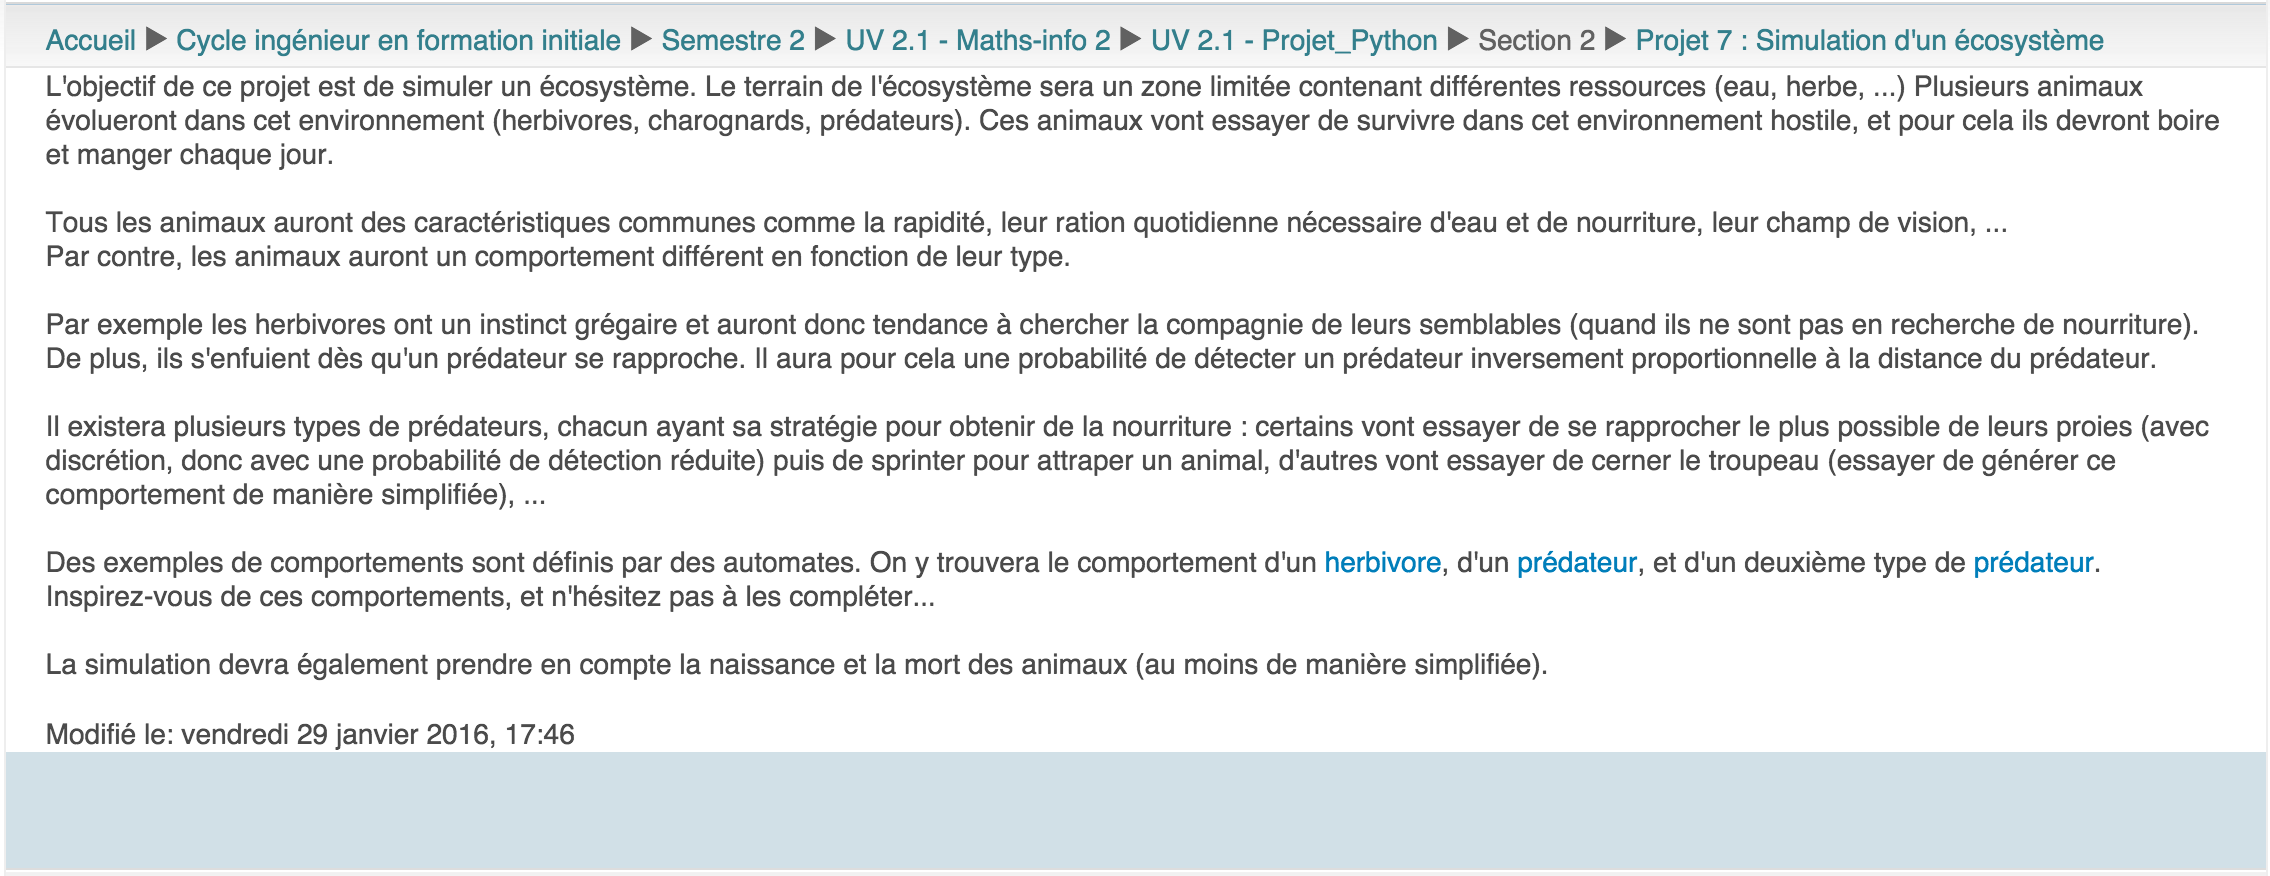 Accueil ▶ Cycle ingénieur en formation initiale ▶ Semestre 2 ▶ UV 2.1 - Maths-info 2 ▶ UV 2.1 - Projet_Python ▶ Section 2 ▶ Projet 7 : Simulation d'un écosystème
L'objectif de ce projet est de simuler un écosystème. Le terrain de l'écosystème sera un zone limitée contenant différentes ressources (eau, herbe, ...) Plusieurs animaux
évolueront dans cet environnement (herbivores, charognards, prédateurs). Ces animaux vont essayer de survivre dans cet environnement hostile, et pour cela ils devront boire
et manger chaque jour.
Tous les animaux auront des caractéristiques communes comme la rapidité, leur ration quotidienne nécessaire d'eau et de nourriture, leur champ de vision, ...
Par contre, les animaux auront un comportement différent en fonction de leur type.
Par exemple les herbivores ont un instinct grégaire et auront donc tendance à chercher la compagnie de leurs semblables (quand ils ne sont pas en recherche de nourriture).
De plus, ils s'enfuient dès qu'un prédateur se rapproche. Il aura pour cela une probabilité de détecter un prédateur inversement proportionnelle à la distance du prédateur.
Il existera plusieurs types de prédateurs, chacun ayant sa stratégie pour obtenir de la nourriture : certains vont essayer de se rapprocher le plus possible de leurs proies (avec
discrétion, donc avec une probabilité de détection réduite) puis de sprinter pour attraper un animal, d'autres vont essayer de cerner le troupeau (essayer de générer ce
comportement de manière simplifiée), ...
Des exemples de comportements sont définis par des automates. On y trouvera le comportement d'un herbivore, d'un prédateur, et d'un deuxième type de prédateur.
Inspirez-vous de ces comportements, et n'hésitez pas à les compléter...
La simulation devra également prendre en compte la naissance et la mort des animaux (au moins de manière simplifiée).
Modifié le: vendredi 29 janvier 2016, 17:46